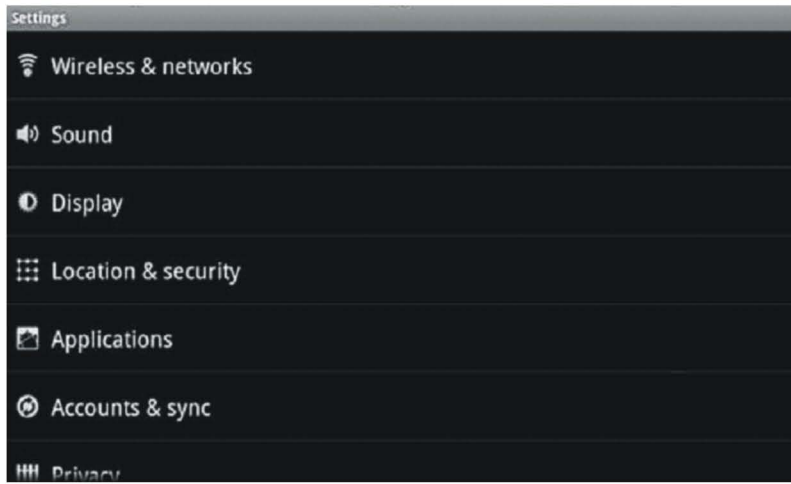 Settings
Wireless & networks
Sound
Display
Location & security
Applications
Accounts & sync
Privacy